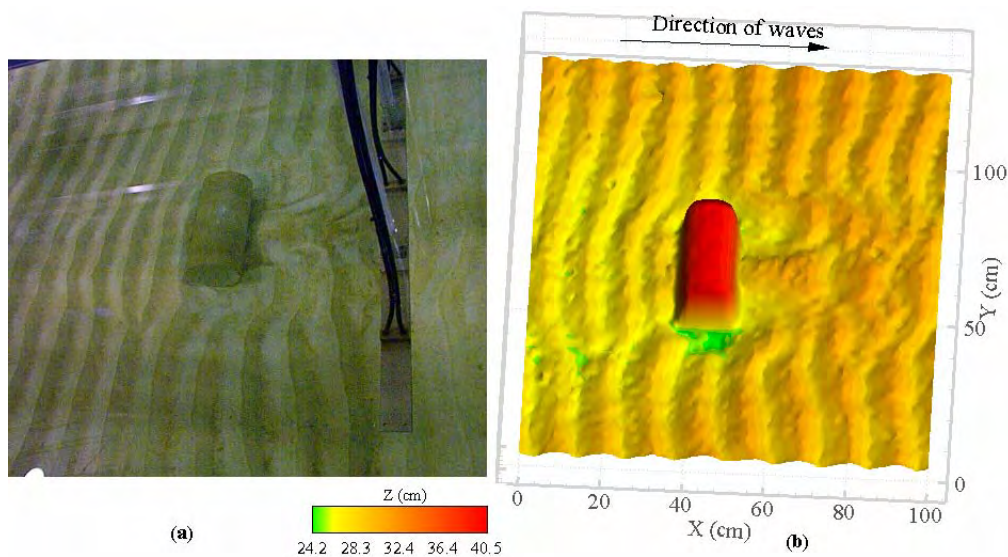 Direction of waves
100
Y (cm)
50
0
0 20 40 60 80 100
X (cm)
Z (cm)
24.2 28.3 32.4 36.4 40.5
(a)
(b)